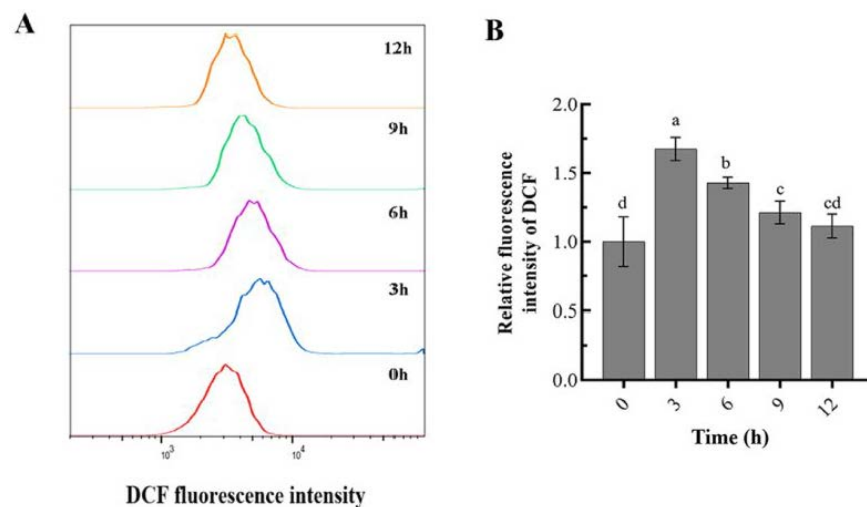 A
12h
9h
6h
3h
0h
10³
10⁴
DCF fluorescence intensity
B
Relative fluorescence
intensity of DCF
2.0
1.5
1.0
0.5
0.0
d
a
b
c
cd
0
3
6
9
12
Time (h)